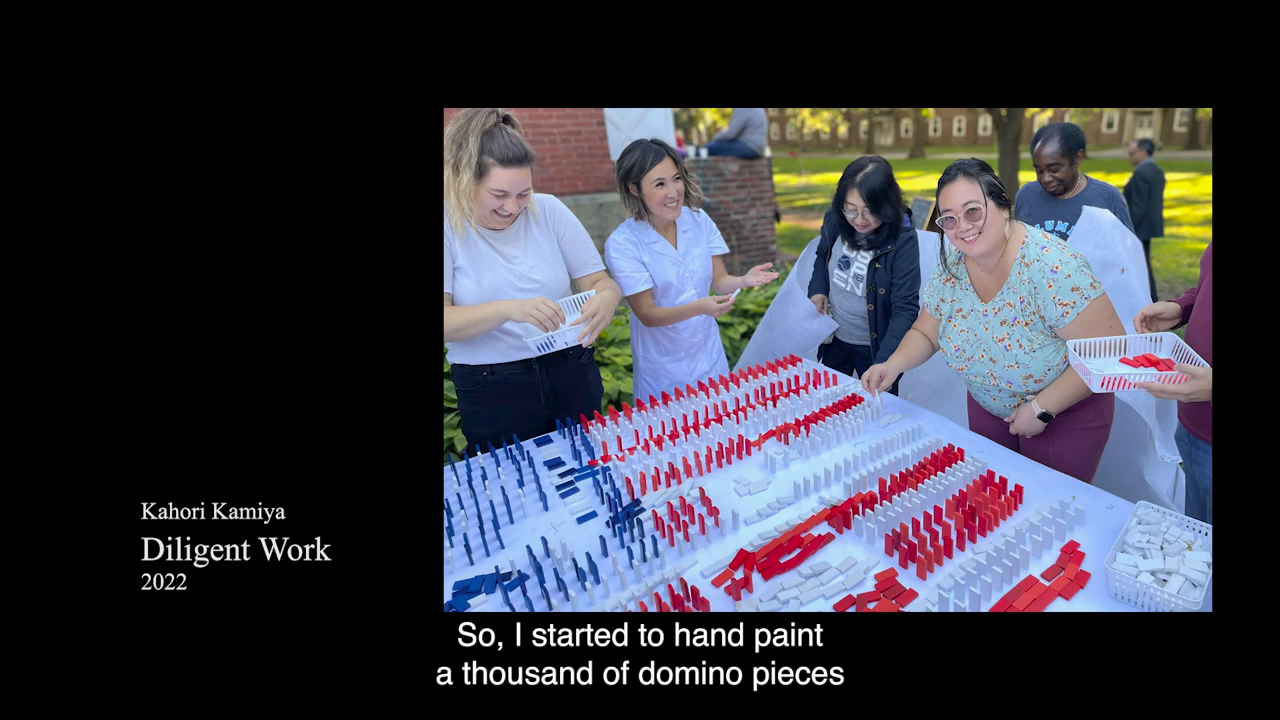 Kahori Kamiya
Diligent Work
2022
So, I started to hand paint
a thousand of domino pieces